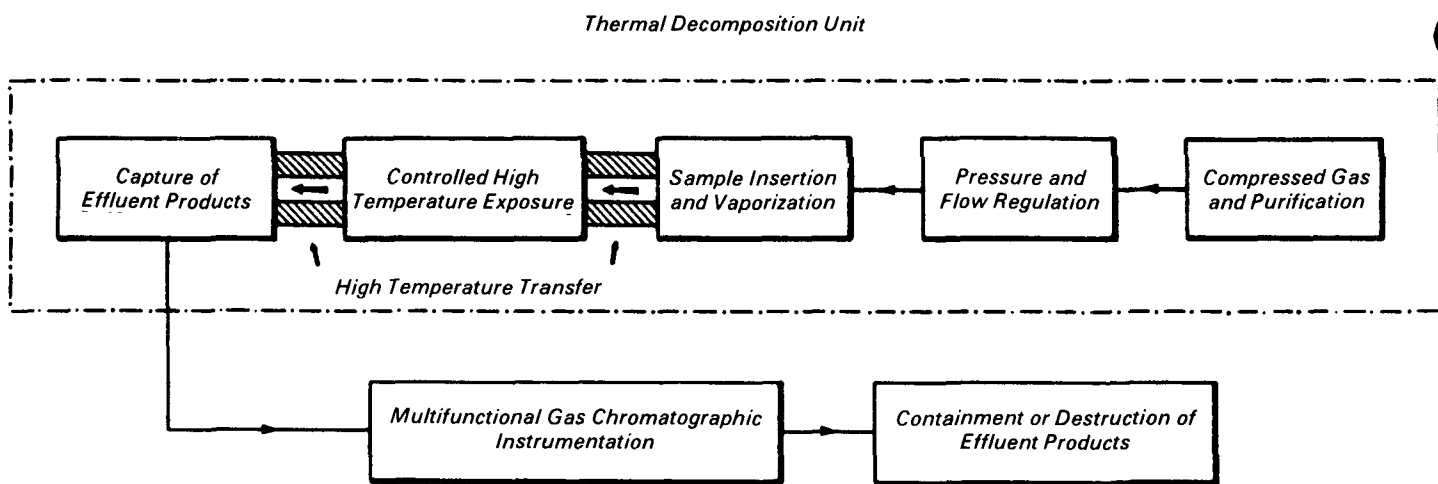 Thermal Decomposition Unit
Capture of
Effluent Products
Controlled High
Temperature Exposure
Sample Insertion
and Vaporization
Pressure and
Flow Regulation
Compressed Gas
and Purification
High Temperature Transfer
Multifunctional Gas Chromatographic
Instrumentation
Containment or Destruction of
Effluent Products